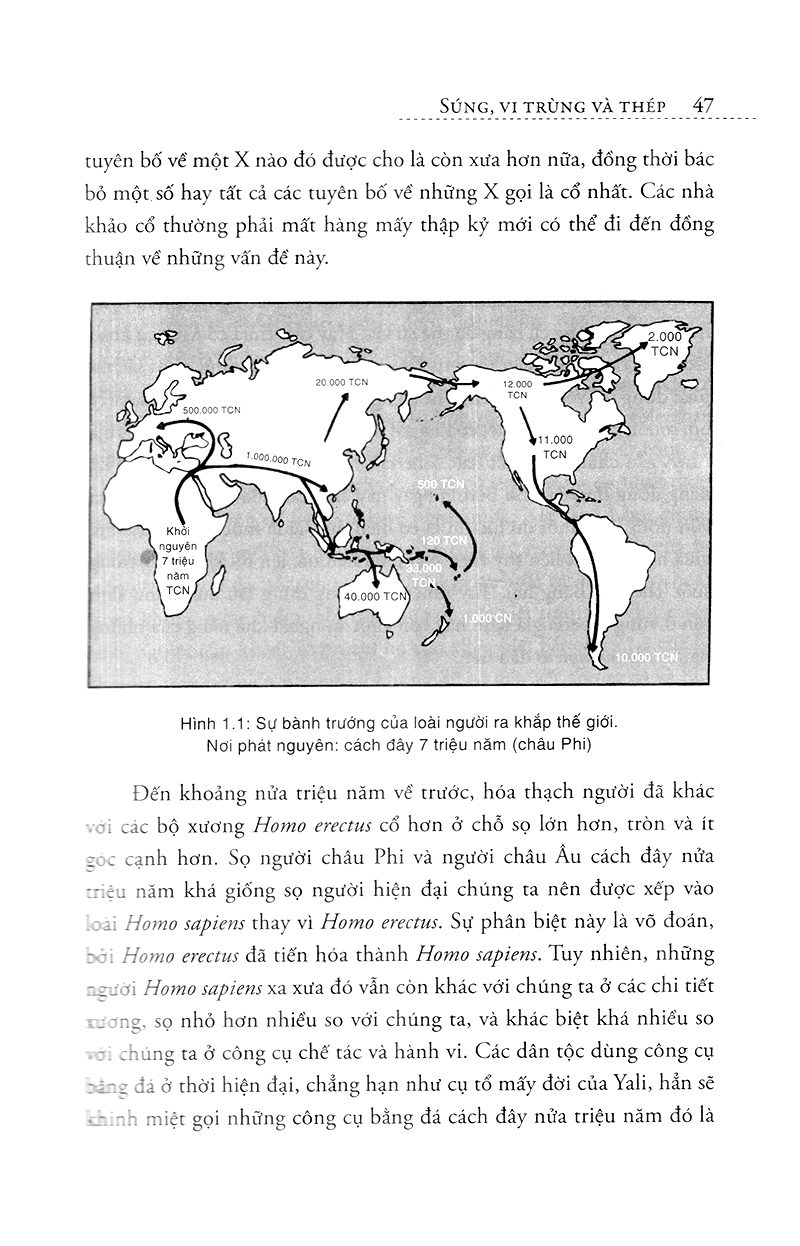 SÚNG, VI TRÙNG VÀ THÉP 47
tuyên bố về một X nào đó được cho là còn xưa hơn nữa, đồng thời bác
bỏ một số hay tất cả các tuyên bố về những X gọi là cổ nhất. Các nhà
khảo cổ thường phải mất hàng mấy thập kỷ mới có thể đi đến đồng
thuận về những vấn đề này.
2.000
TCN
20.000 TCN
12.000
TCN
500.000 TCN
11.000
TCN
1.000.000 TCN
500 TCN
Khởi
nguyên
7 triệu
năm
TCN
120 TCN
33.000
TCN
40.000 TCN
1.000 CN
10.000 TCN
Hình 1.1: Sự bành trướng của loài người ra khắp thế giới.
Nơi phát nguyên: cách đây 7 triệu năm (châu Phi)
Đến khoảng nửa triệu năm về trước, hóa thạch người đã khác
với các bộ xương Homo erectus cổ hơn ở chỗ sọ lớn hơn, tròn và ít
góc cạnh hơn. Sọ người châu Phi và người châu Âu cách đây nửa
triệu năm khá giống sọ người hiện đại chúng ta nên được xếp vào
loài Homo sapiens thay vì Homo erectus. Sự phân biệt này là võ đoán,
bởi Homo erectus đã tiến hóa thành Homo sapiens. Tuy nhiên, những
người Homo sapiens xa xưa đó vẫn còn khác với chúng ta ở các chi tiết
xương, sọ nhỏ hơn nhiều so với chúng ta, và khác biệt khá nhiều so
với chúng ta ở công cụ chế tác và hành vi. Các dân tộc dùng công cụ
bằng đá ở thời hiện đại, chẳng hạn như cụ tổ mấy đời của Yali, hẳn sẽ
khinh miệt gọi những công cụ bằng đá cách đây nửa triệu năm đó là